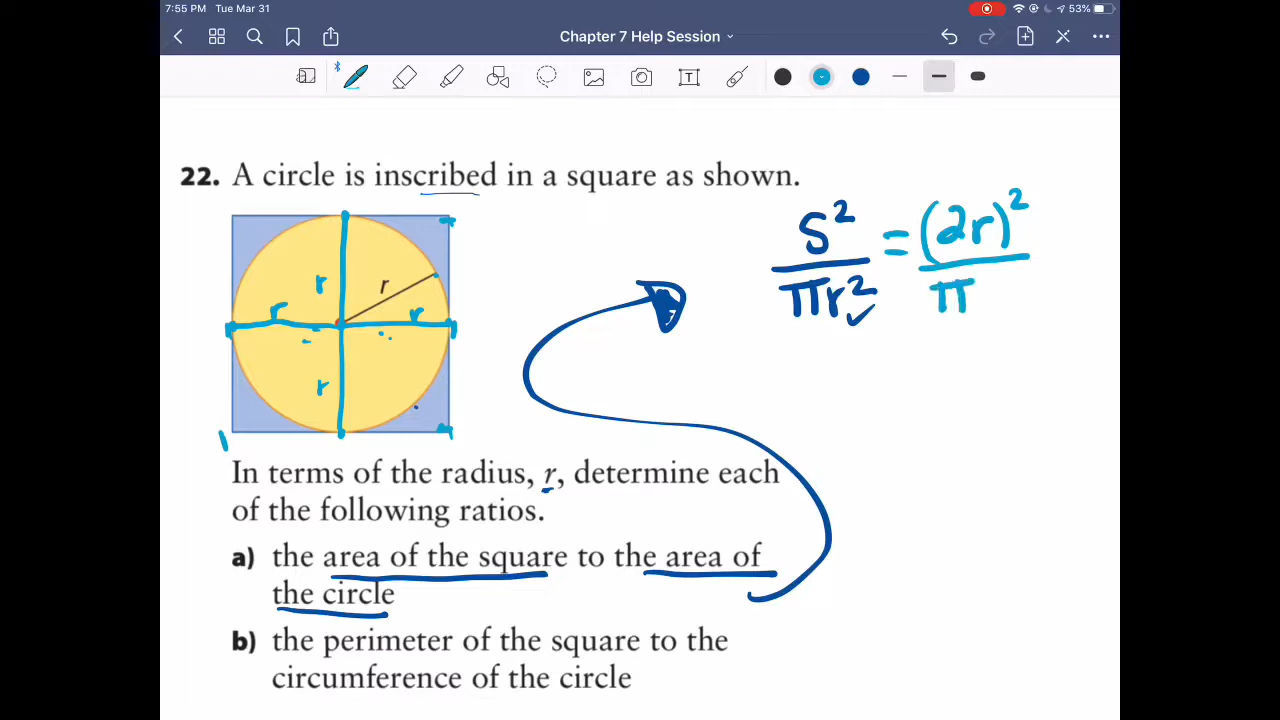 7:55 PM Tue Mar 31
53%
Chapter 7 Help Session
T
22. A circle is inscribed in a square as shown.
r
r
r
r
r
s² / πr² = (2r)² / π
In terms of the radius, r, determine each
of the following ratios.
a) the area of the square to the area of
the circle
b) the perimeter of the square to the
circumference of the circle